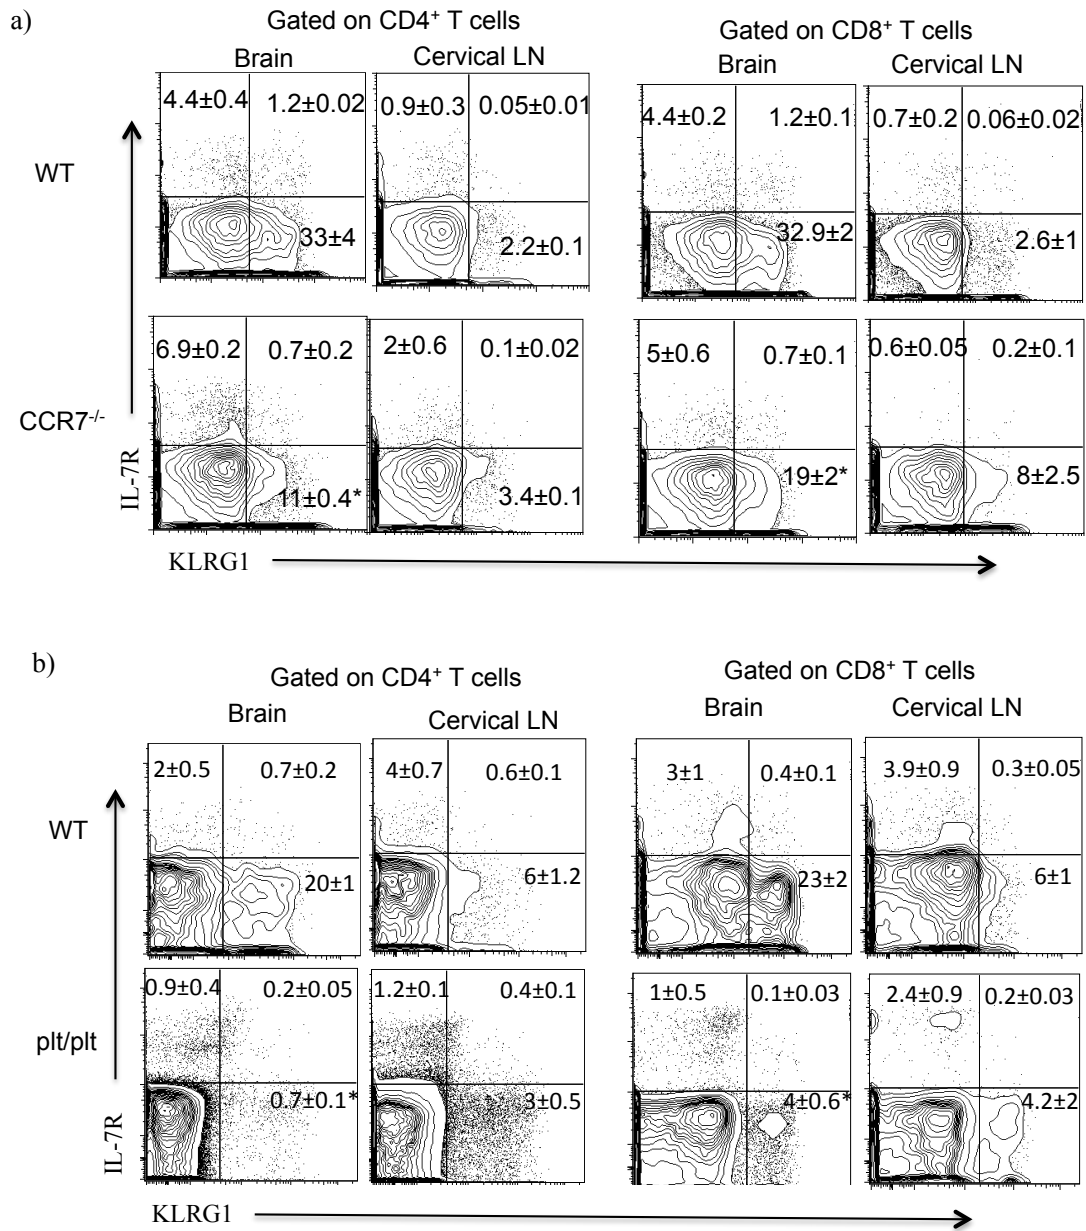 a)
Gated on CD4⁺ T cells
Gated on CD8⁺ T cells
Brain
Cervical LN
Brain
Cervical LN
WT
4.4±0.4 1.2±0.02
33±4
0.9±0.3 0.05±0.01
2.2±0.1
4.4±0.2 1.2±0.1
32.9±2
0.7±0.2 0.06±0.02
2.6±1
CCR7⁻/⁻
6.9±0.2 0.7±0.2
11±0.4*
2±0.6 0.1±0.02
3.4±0.1
5±0.6 0.7±0.1
19±2*
0.6±0.05 0.2±0.1
8±2.5
IL-7R
KLRG1
b)
Gated on CD4⁺ T cells
Gated on CD8⁺ T cells
Brain
Cervical LN
Brain
Cervical LN
WT
2±0.5 0.7±0.2
20±1
4±0.7 0.6±0.1
6±1.2
3±1 0.4±0.1
23±2
3.9±0.9 0.3±0.05
6±1
plt/plt
0.9±0.4 0.2±0.05
0.7±0.1*
1.2±0.1 0.4±0.1
3±0.5
1±0.5 0.1±0.03
4±0.6*
2.4±0.9 0.2±0.03
4.2±2
IL-7R
KLRG1